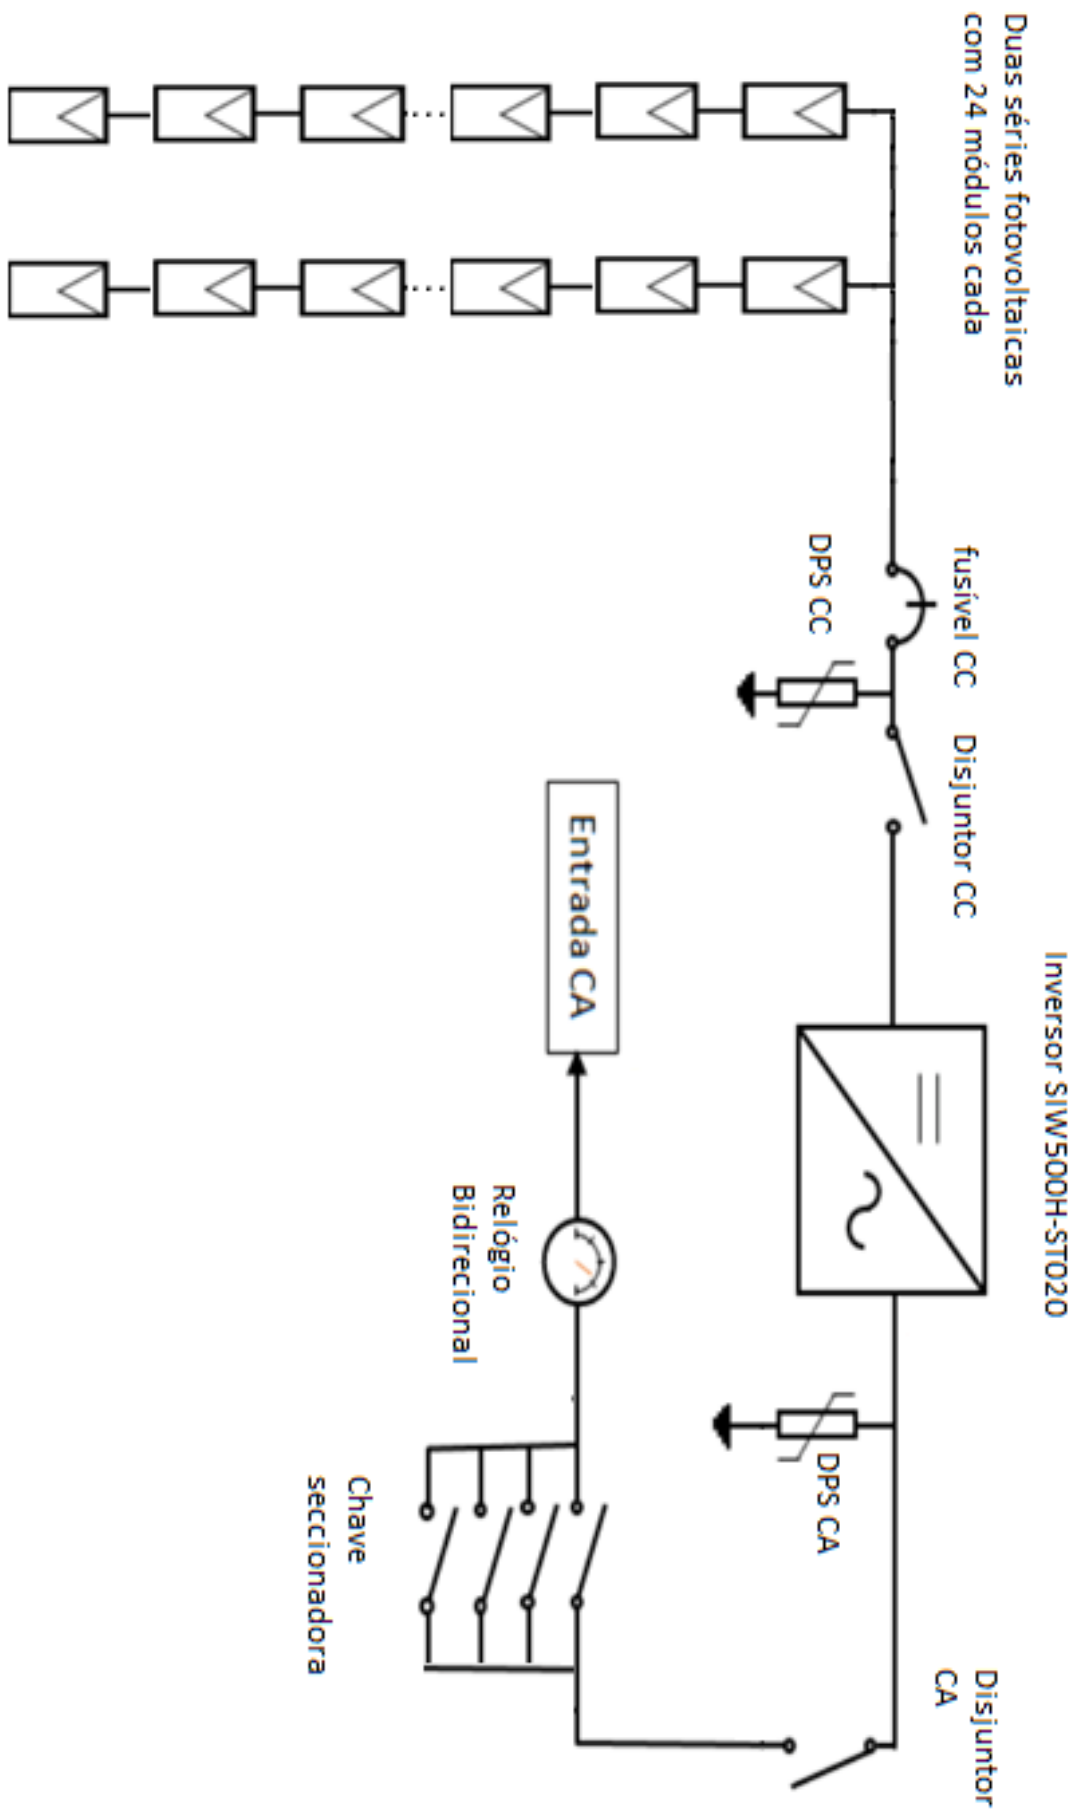 Duas séries fotovoltaicas
com 24 módulos cada
fusível CC
DPS CC
Disjuntor CC
Inversor SIW500H-ST020
DPS CA
Disjuntor
CA
Entrada CA
Relógio
Bidirecional
Chave
seccionadora